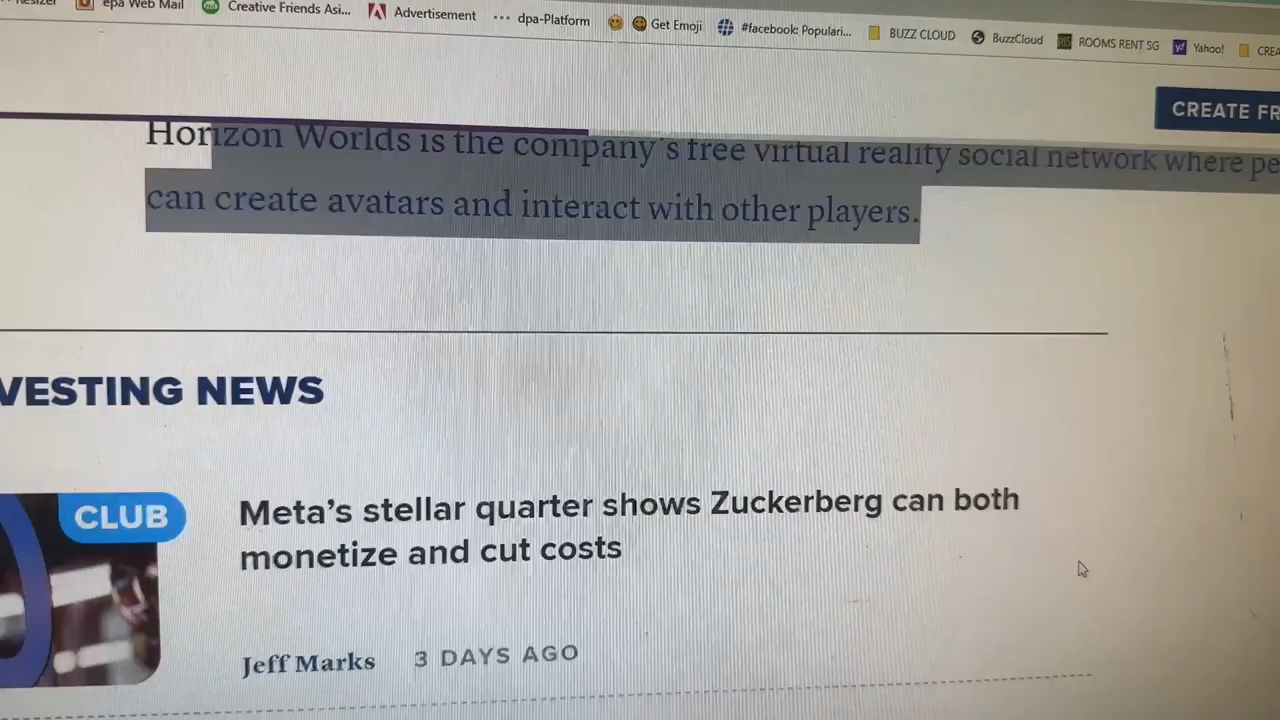 epa Web Mail Creative Friends Asi... Advertisement dpa-Platform Get Emoji #facebook: Populari... BUZZ CLOUD BuzzCloud ROOMS RENT SG Yahoo!
CREATE FR
Horizon Worlds is the company's free virtual reality social network where pe
can create avatars and interact with other players.
VESTING NEWS
CLUB
Meta's stellar quarter shows Zuckerberg can both
monetize and cut costs
Jeff Marks 3 DAYS AGO